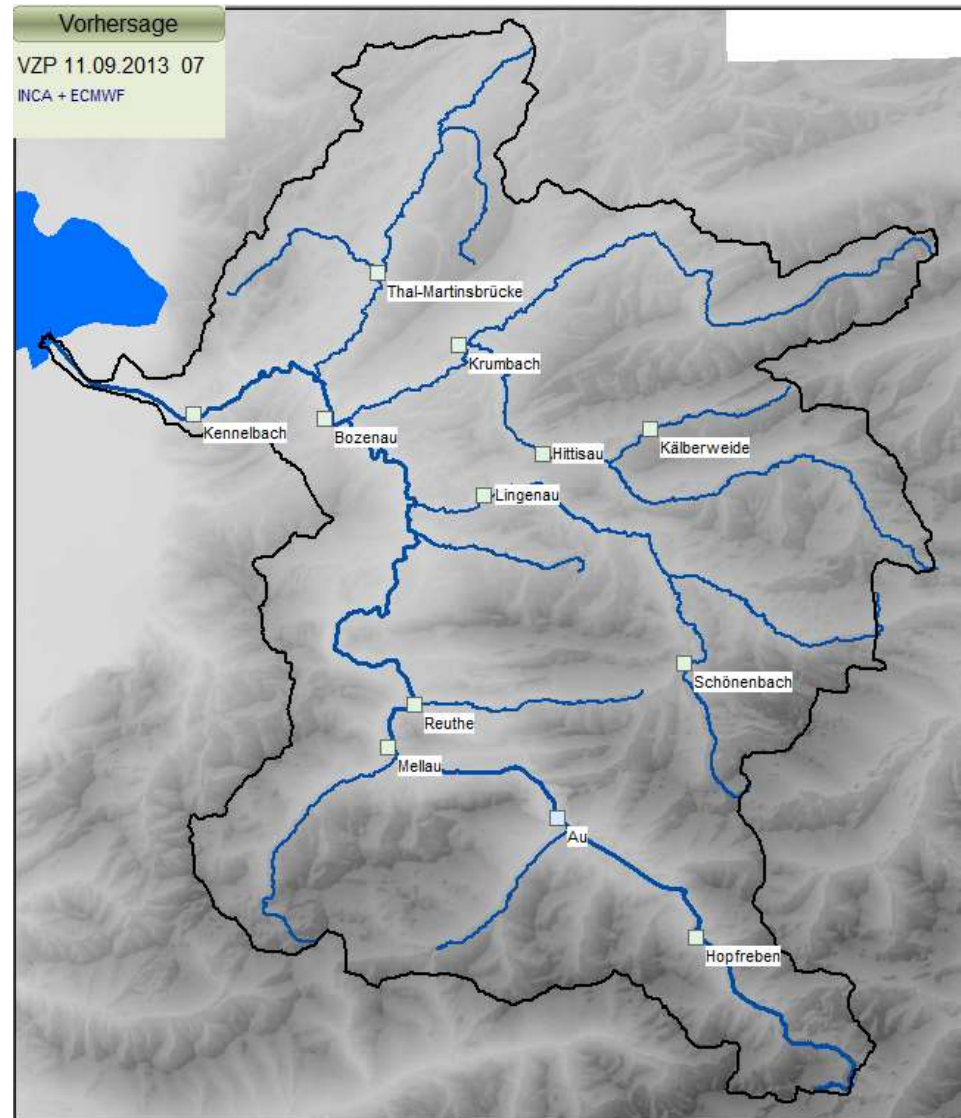 Vorhersage
VZP 11.09.2013 07
INCA + ECMWF
Thal-Martinsbrücke
Krumbach
Kennelbach
Bozenau
Hittisau
Kälberweide
Lingenau
Schönenbach
Reuthe
Mellau
Au
Hopfreben